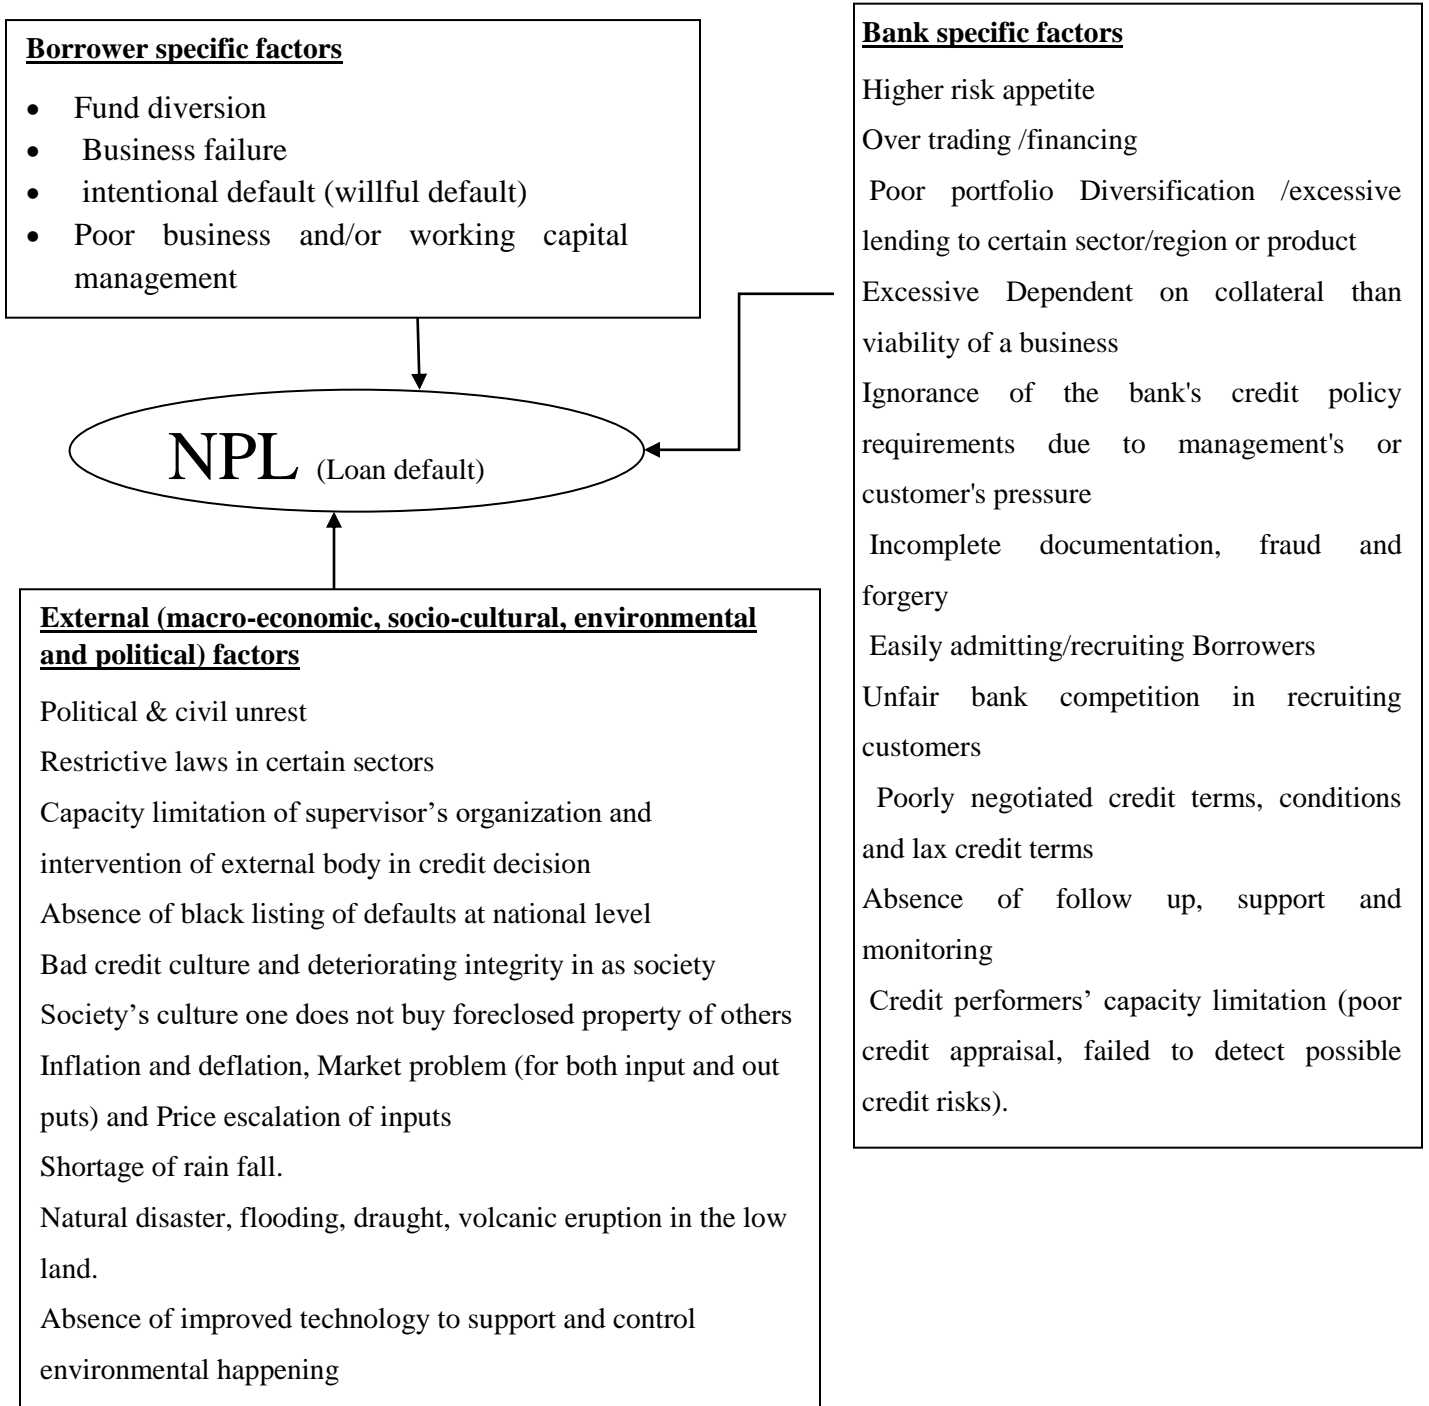 Borrower specific factors
• Fund diversion
• Business failure
• intentional default (willful default)
• Poor business and/or working capital
management
NPL (Loan default)
External (macro-economic, socio-cultural, environmental
and political) factors
Political & civil unrest
Restrictive laws in certain sectors
Capacity limitation of supervisor’s organization and
intervention of external body in credit decision
Absence of black listing of defaults at national level
Bad credit culture and deteriorating integrity in as society
Society’s culture one does not buy foreclosed property of others
Inflation and deflation, Market problem (for both input and out
puts) and Price escalation of inputs
Shortage of rain fall.
Natural disaster, flooding, draught, volcanic eruption in the low
land.
Absence of improved technology to support and control
environmental happening
Bank specific factors
Higher risk appetite
Over trading /financing
Poor portfolio Diversification /excessive
lending to certain sector/region or product
Excessive Dependent on collateral than
viability of a business
Ignorance of the bank's credit policy
requirements due to management's or
customer's pressure
Incomplete documentation, fraud and
forgery
Easily admitting/recruiting Borrowers
Unfair bank competition in recruiting
customers
Poorly negotiated credit terms, conditions
and lax credit terms
Absence of follow up, support and
monitoring
Credit performers’ capacity limitation (poor
credit appraisal, failed to detect possible
credit risks).